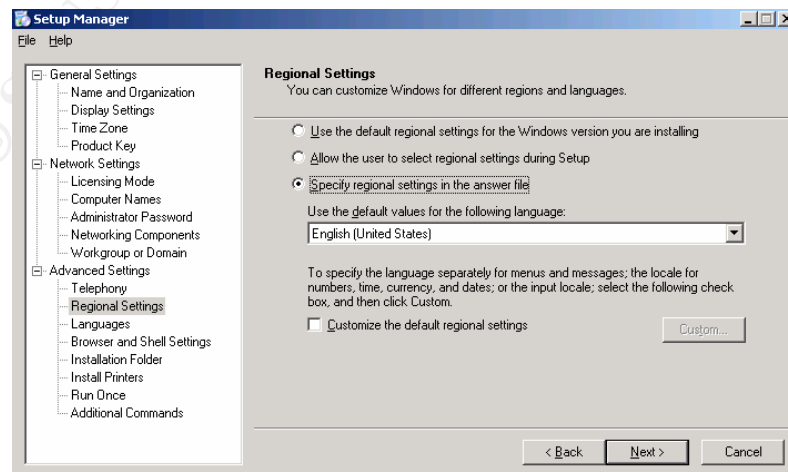 Setup Manager
File Help
General Settings
Name and Organization
Display Settings
Time Zone
Product Key
Network Settings
Licensing Mode
Computer Names
Administrator Password
Networking Components
Workgroup or Domain
Advanced Settings
Telephony
Regional Settings
Languages
Browser and Shell Settings
Installation Folder
Install Printers
Run Once
Additional Commands
Regional Settings
You can customize Windows for different regions and languages.
Use the default regional settings for the Windows version you are installing
Allow the user to select regional settings during Setup
Specify regional settings in the answer file
Use the default values for the following language:
English (United States)
To specify the language separately for menus and messages; the locale for
numbers, time, currency, and dates; or the input locale; select the following check
box, and then click Custom.
Customize the default regional settings
Custom...
< Back Next > Cancel